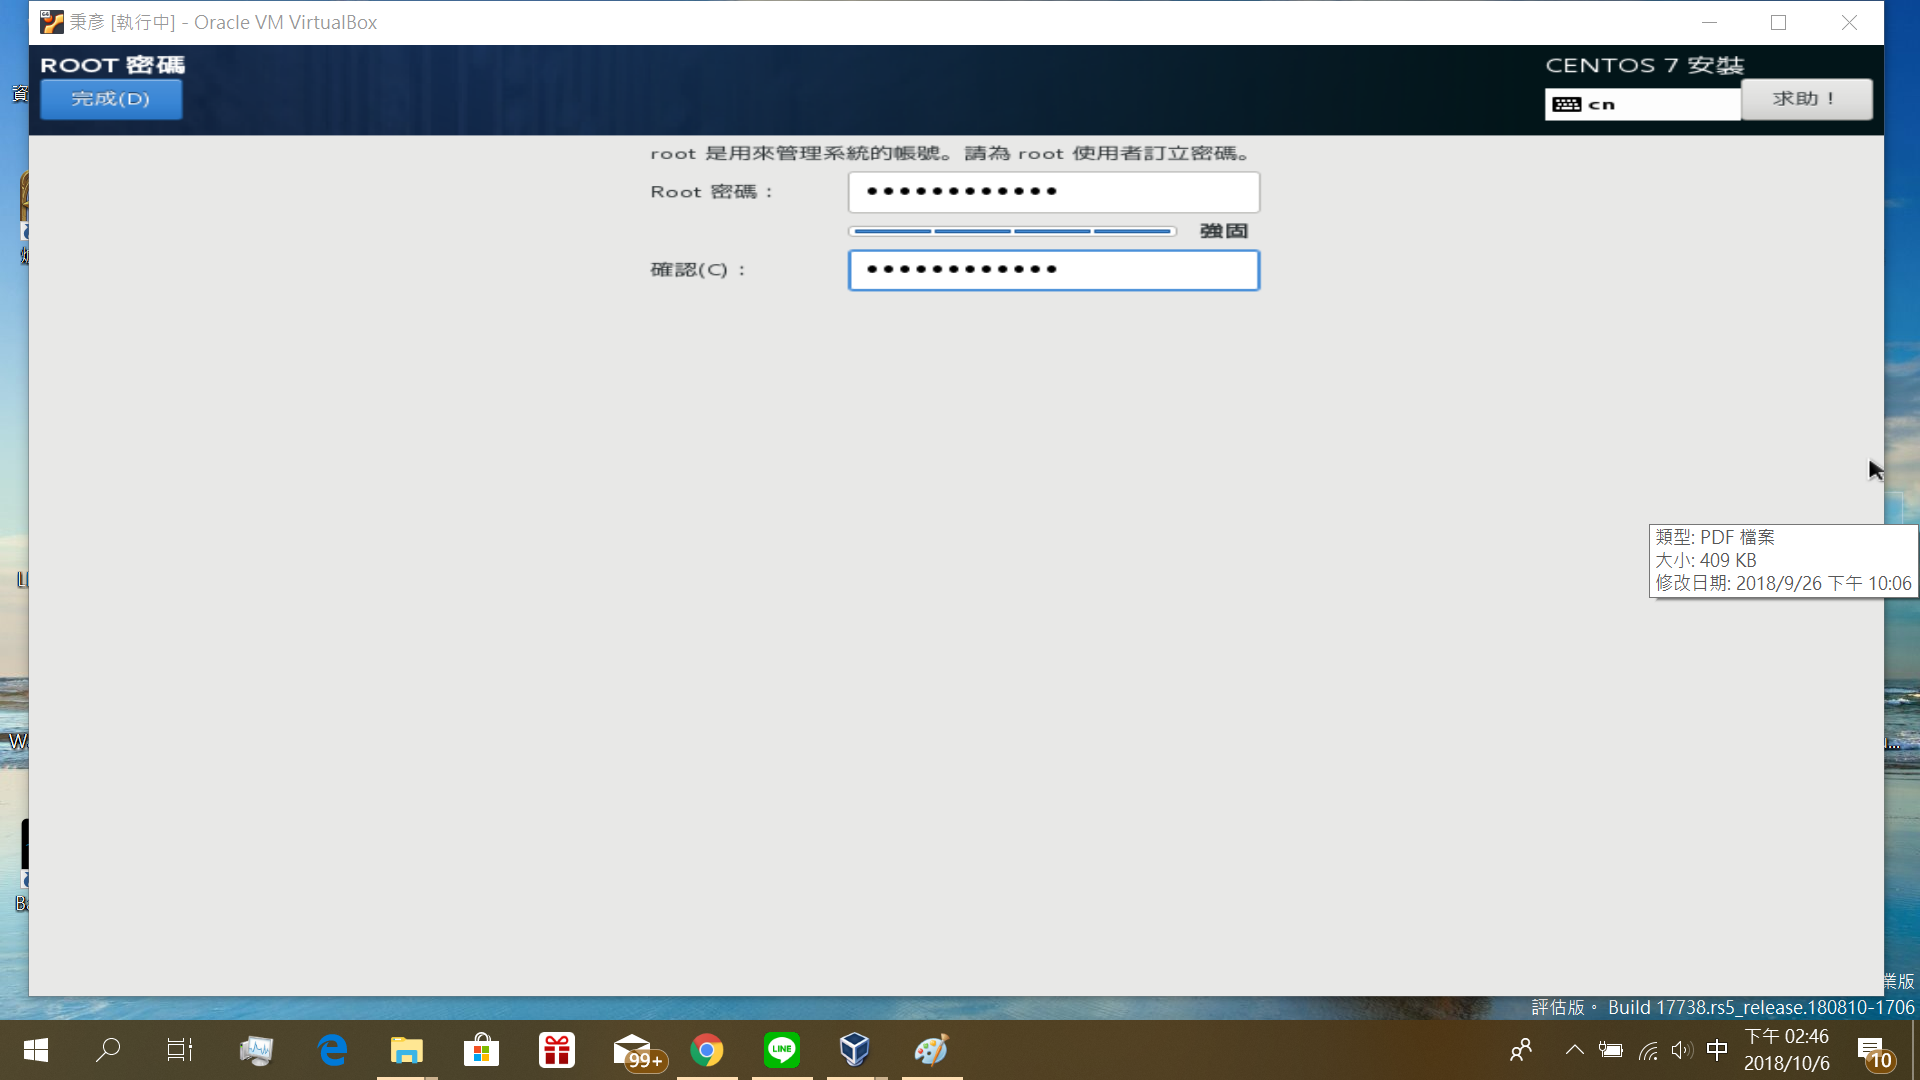 秉彥 [執行中] - Oracle VM VirtualBox
ROOT 密碼
完成(D)
CENTOS 7 安裝
cn
求助！
root 是用來管理系統的帳號。請為 root 使用者訂立密碼。
Root 密碼：
強固
確認(C)：
類型: PDF 檔案
大小: 409 KB
修改日期: 2018/9/26 下午 10:06
資
業版
評估版。 Build 17738.rs5_release.180810-1706
99+
LINE
中
下午 02:46
2018/10/6
10